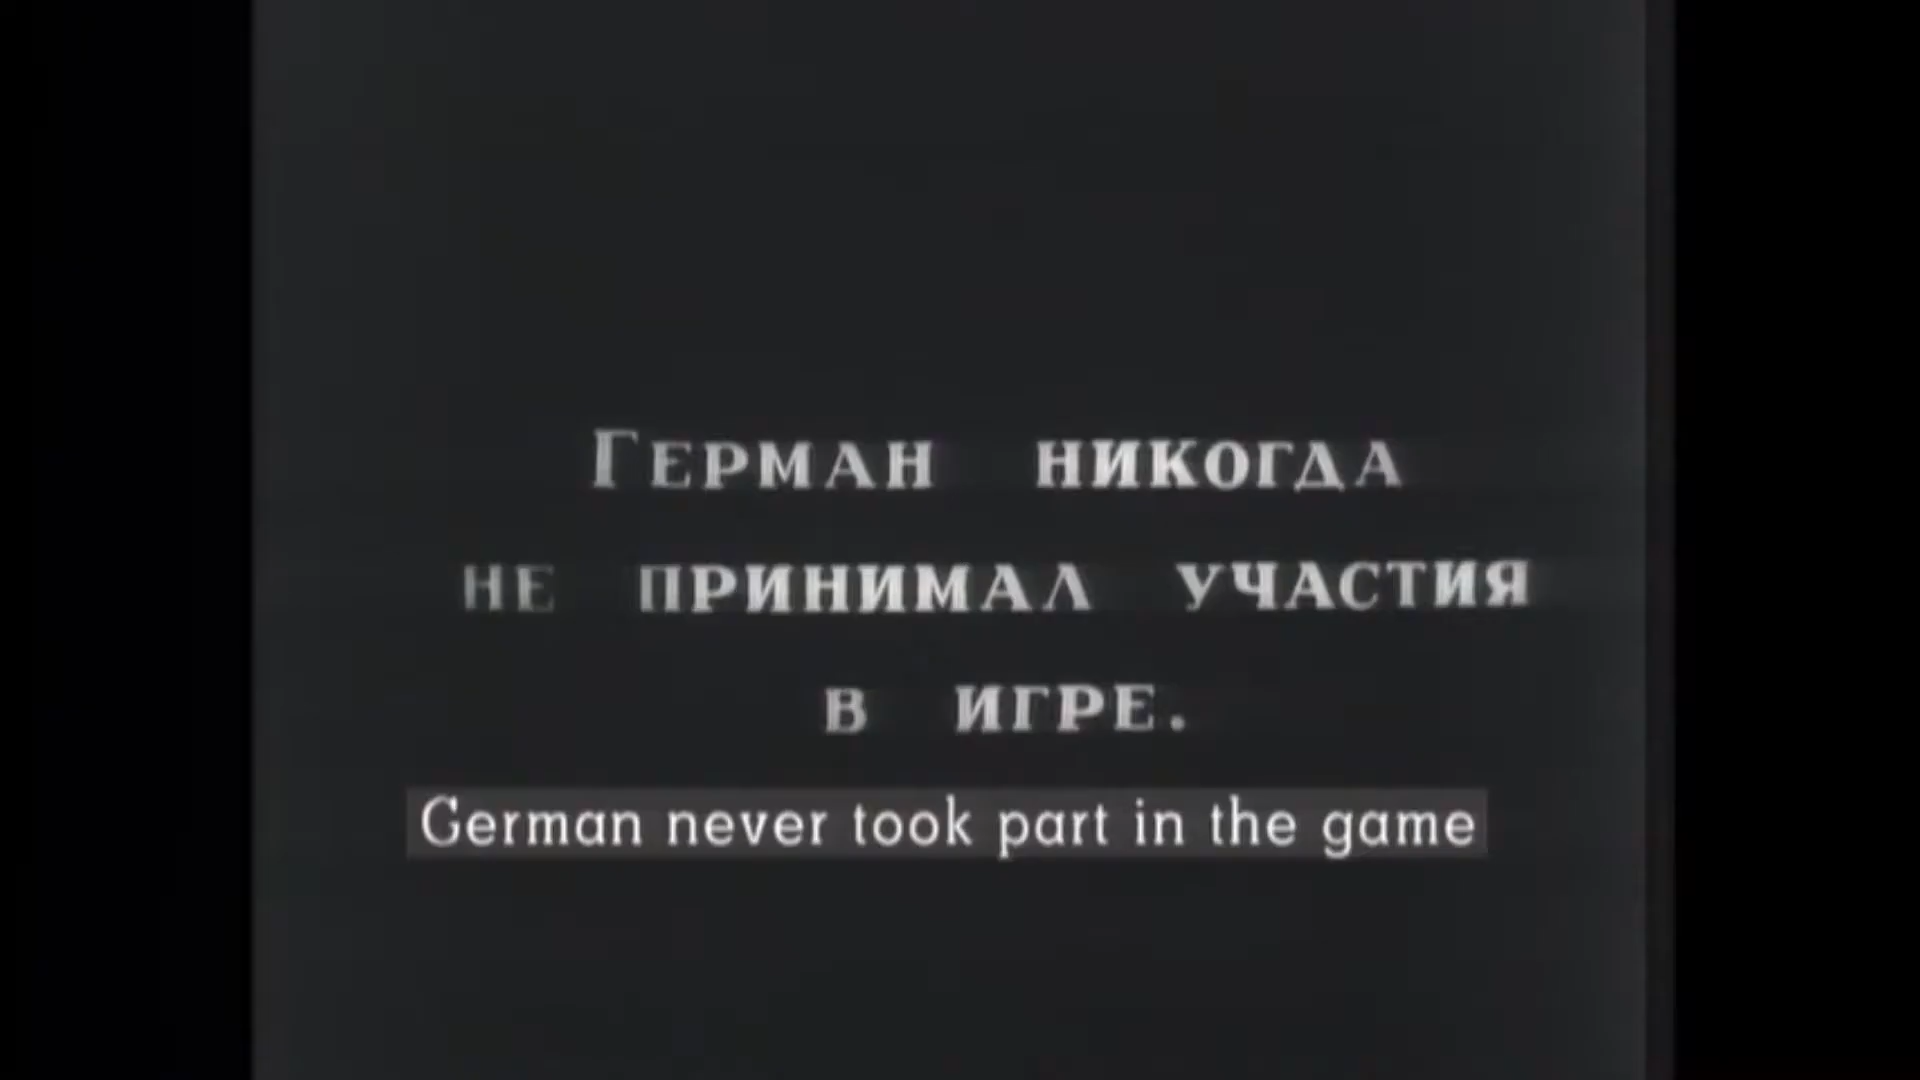 Герман никогда
не принимал участия
в игре.
German never took part in the game